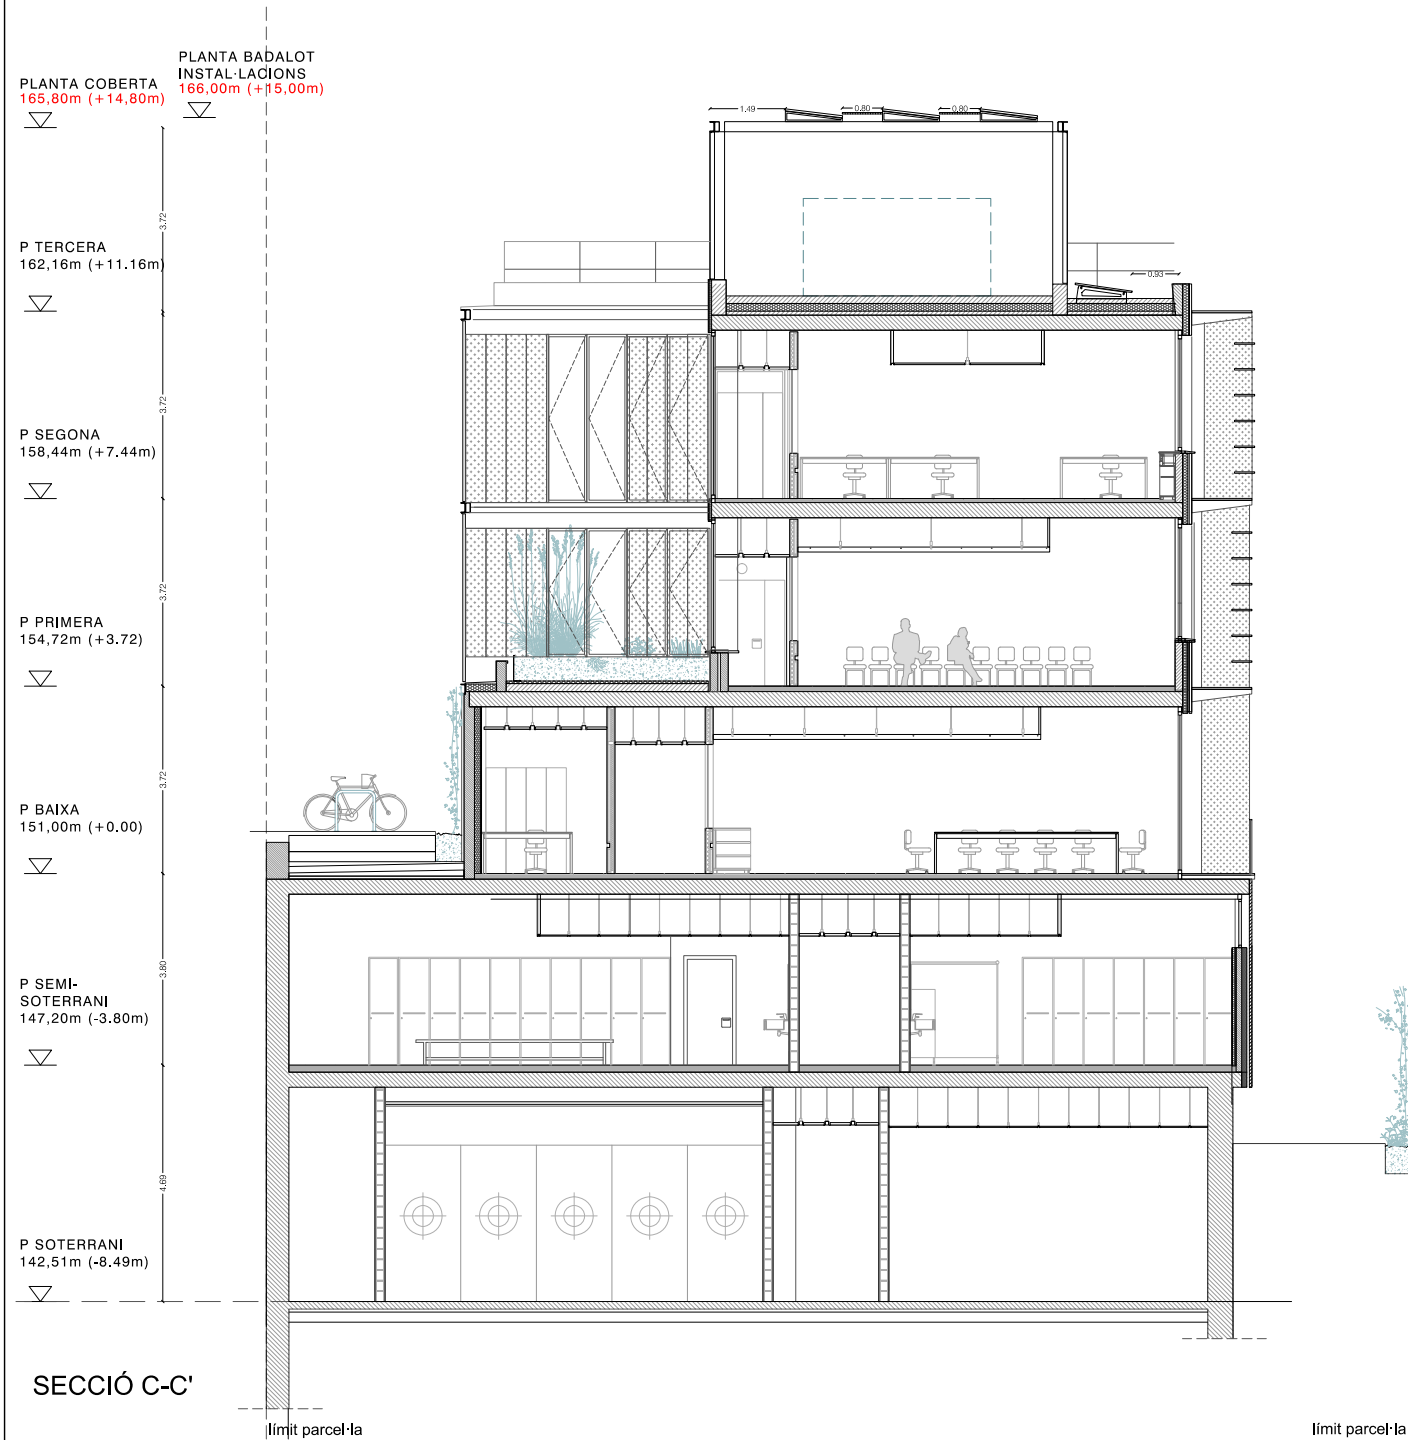 PLANTA BADALOT
INSTAL·LACIONS
166,00m (+15,00m)
PLANTA COBERTA
165,80m (+14,80m)
1.49
0.80
0.80
3.72
P TERCERA
162,16m (+11.16m)
0.93
3.72
P SEGONA
158,44m (+7.44m)
3.72
P PRIMERA
154,72m (+3.72)
3.72
P BAIXA
151,00m (+0.00)
3.80
P SEMI-
SOTERRANI
147,20m (-3.80m)
4.69
P SOTERRANI
142,51m (-8.49m)
SECCIÓ C-C'
límit parcel·la
límit parcel·la